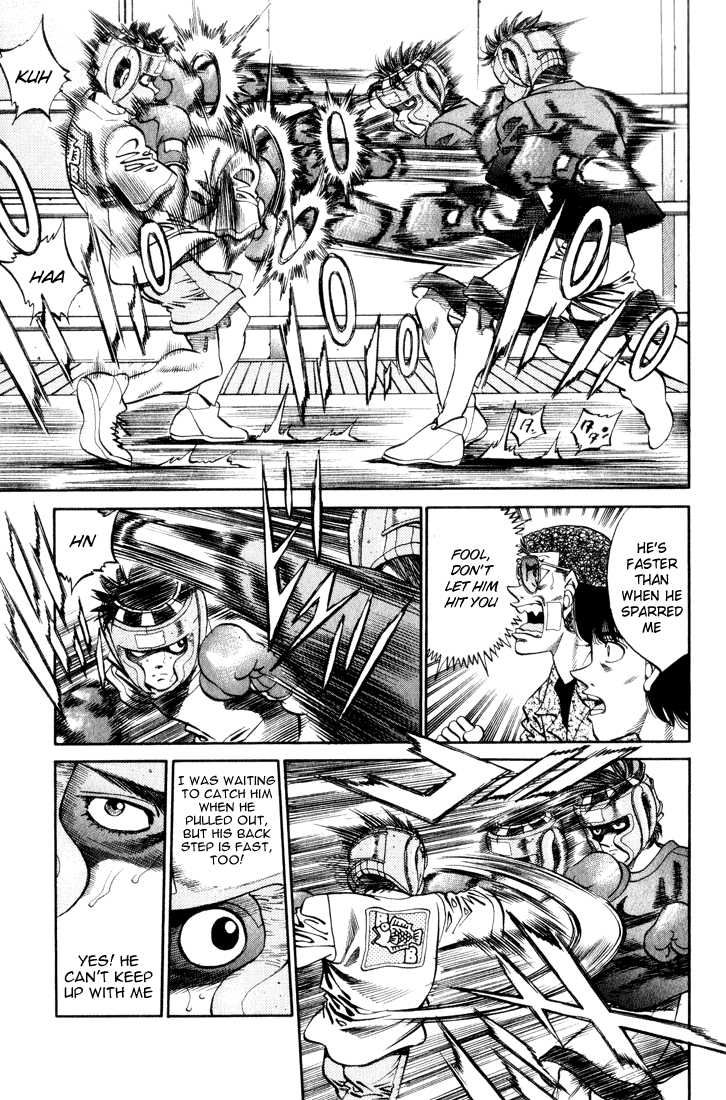 KUH
HAA
HE'S
FASTER
THAN
WHEN HE
SPARRED
ME
FOOL,
DON'T
LET HIM
HIT YOU
HN
I WAS WAITING
TO CATCH HIM
WHEN HE
PULLED OUT,
BUT HIS BACK
STEP IS FAST,
TOO!
YES! HE
CAN'T KEEP
UP WITH ME
B